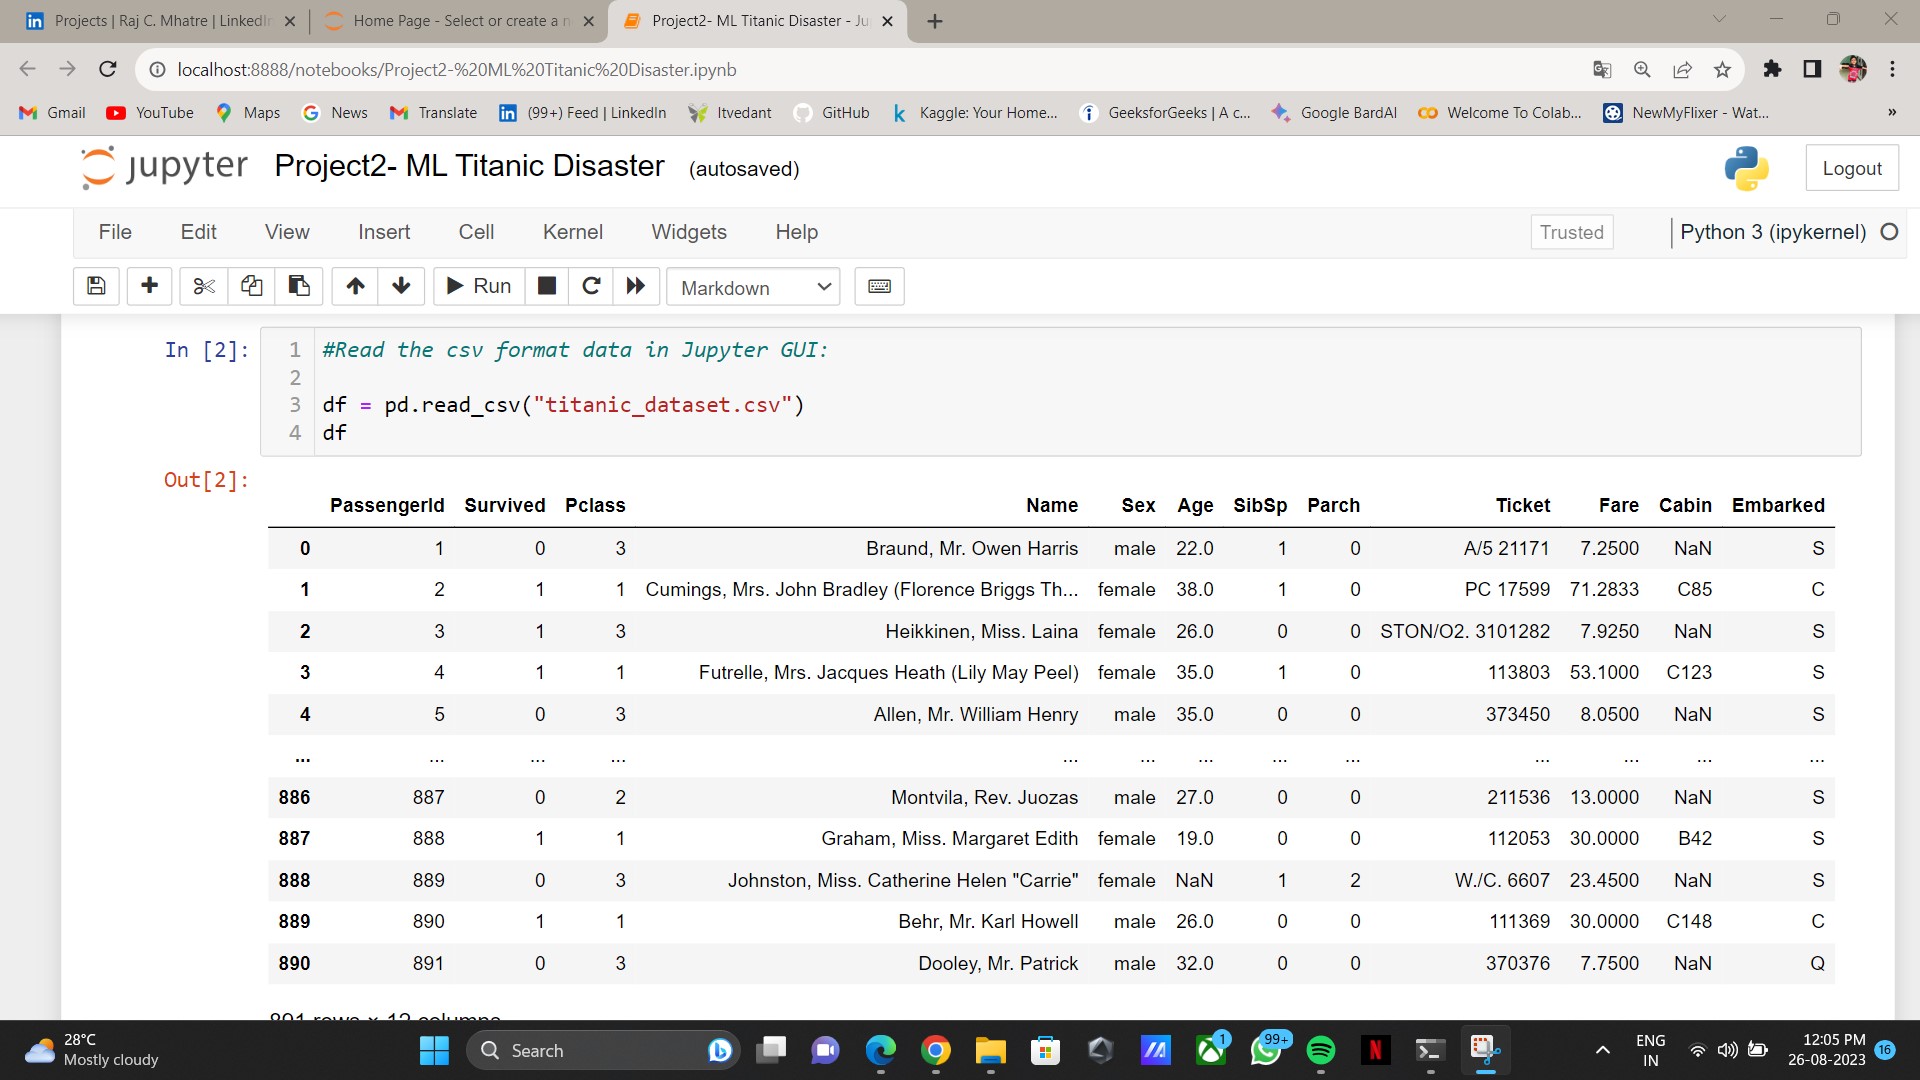 Projects | Raj C. Mhatre | LinkedIn
Home Page - Select or create a n
Project2- ML Titanic Disaster - Ju
localhost:8888/notebooks/Project2-%20ML%20Titanic%20Disaster.ipynb
Gmail YouTube Maps News Translate (99+) Feed | LinkedIn Itvedant GitHub Kaggle: Your Home... GeeksforGeeks | A c... Google BardAI Welcome To Colab... NewMyFlixer - Wat... »
jupyter Project2- ML Titanic Disaster (autosaved) Logout
File Edit View Insert Cell Kernel Widgets Help Trusted Python 3 (ipykernel)
Run Markdown
In [2]: 1 #Read the csv format data in Jupyter GUI:
2
3 df = pd.read_csv("titanic_dataset.csv")
4 df
Out[2]:
PassengerId Survived Pclass Name Sex Age SibSp Parch Ticket Fare Cabin Embarked
0 1 0 3 Braund, Mr. Owen Harris male 22.0 1 0 A/5 21171 7.2500 NaN S
1 2 1 1 Cumings, Mrs. John Bradley (Florence Briggs Th... female 38.0 1 0 PC 17599 71.2833 C85 C
2 3 1 3 Heikkinen, Miss. Laina female 26.0 0 0 STON/O2. 3101282 7.9250 NaN S
3 4 1 1 Futrelle, Mrs. Jacques Heath (Lily May Peel) female 35.0 1 0 113803 53.1000 C123 S
4 5 0 3 Allen, Mr. William Henry male 35.0 0 0 373450 8.0500 NaN S
... ... ... ... ... ... ... ... ... ... ... ... ...
886 887 0 2 Montvila, Rev. Juozas male 27.0 0 0 211536 13.0000 NaN S
887 888 1 1 Graham, Miss. Margaret Edith female 19.0 0 0 112053 30.0000 B42 S
888 889 0 3 Johnston, Miss. Catherine Helen "Carrie" female NaN 1 2 W./C. 6607 23.4500 NaN S
889 890 1 1 Behr, Mr. Karl Howell male 26.0 0 0 111369 30.0000 C148 C
890 891 0 3 Dooley, Mr. Patrick male 32.0 0 0 370376 7.7500 NaN Q
891 rows × 12 columns
28°C
Mostly cloudy
Search
1
99+
N
ENG
IN
12:05 PM
26-08-2023
16